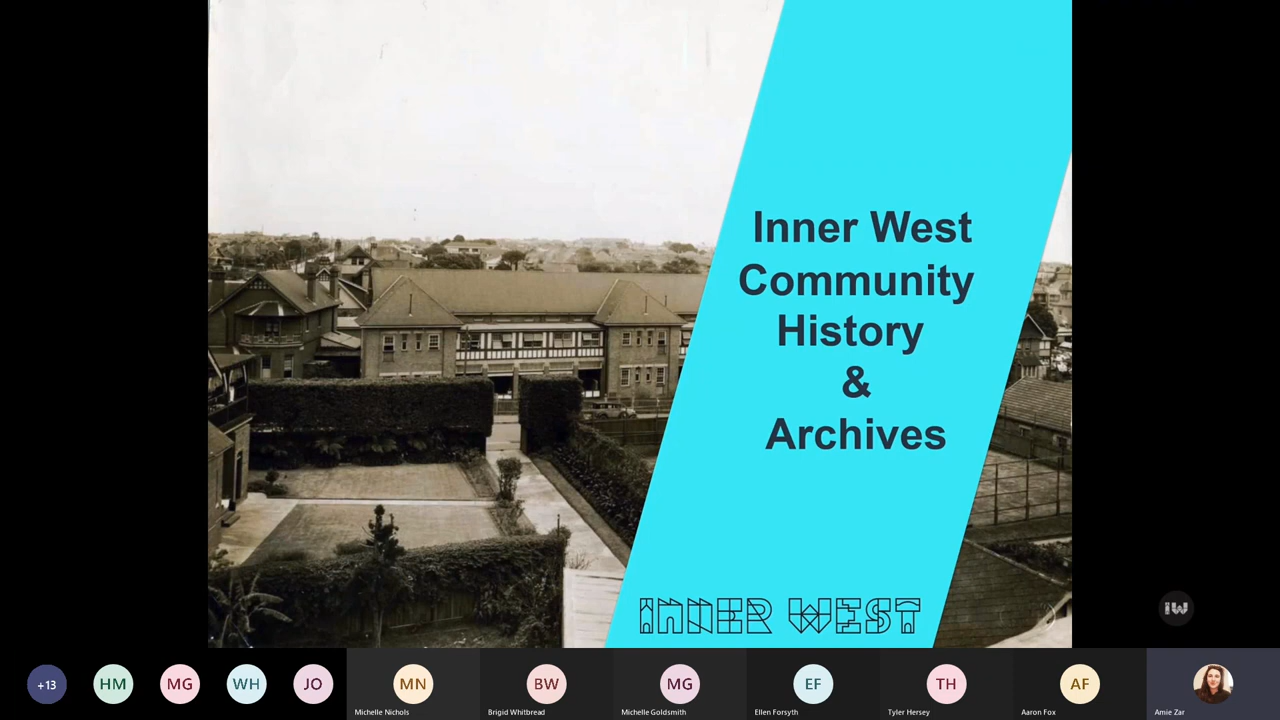 Inner West
Community
History
&
Archives
INNER WEST
IW
+13
HM
MG
WH
JO
MN
Michelle Nichols
BW
Brigid Whitbread
MG
Michelle Goldsmith
EF
Ellen Forsyth
TH
Tyler Hersey
AF
Aaron Fox
Amie Zar